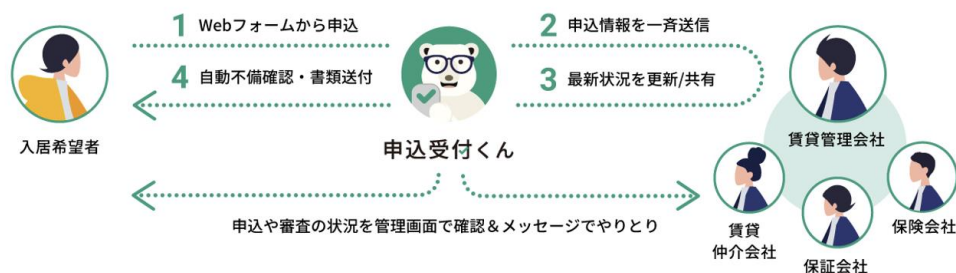 1 Webフォームから申込
2 申込情報を一斉送信
4 自動不備確認・書類送付
3 最新状況を更新/共有
入居希望者
申込受付くん
賃貸管理会社
申込や審査の状況を管理画面で確認&メッセージでやりとり
賃貸
仲介会社
保証会社
保険会社